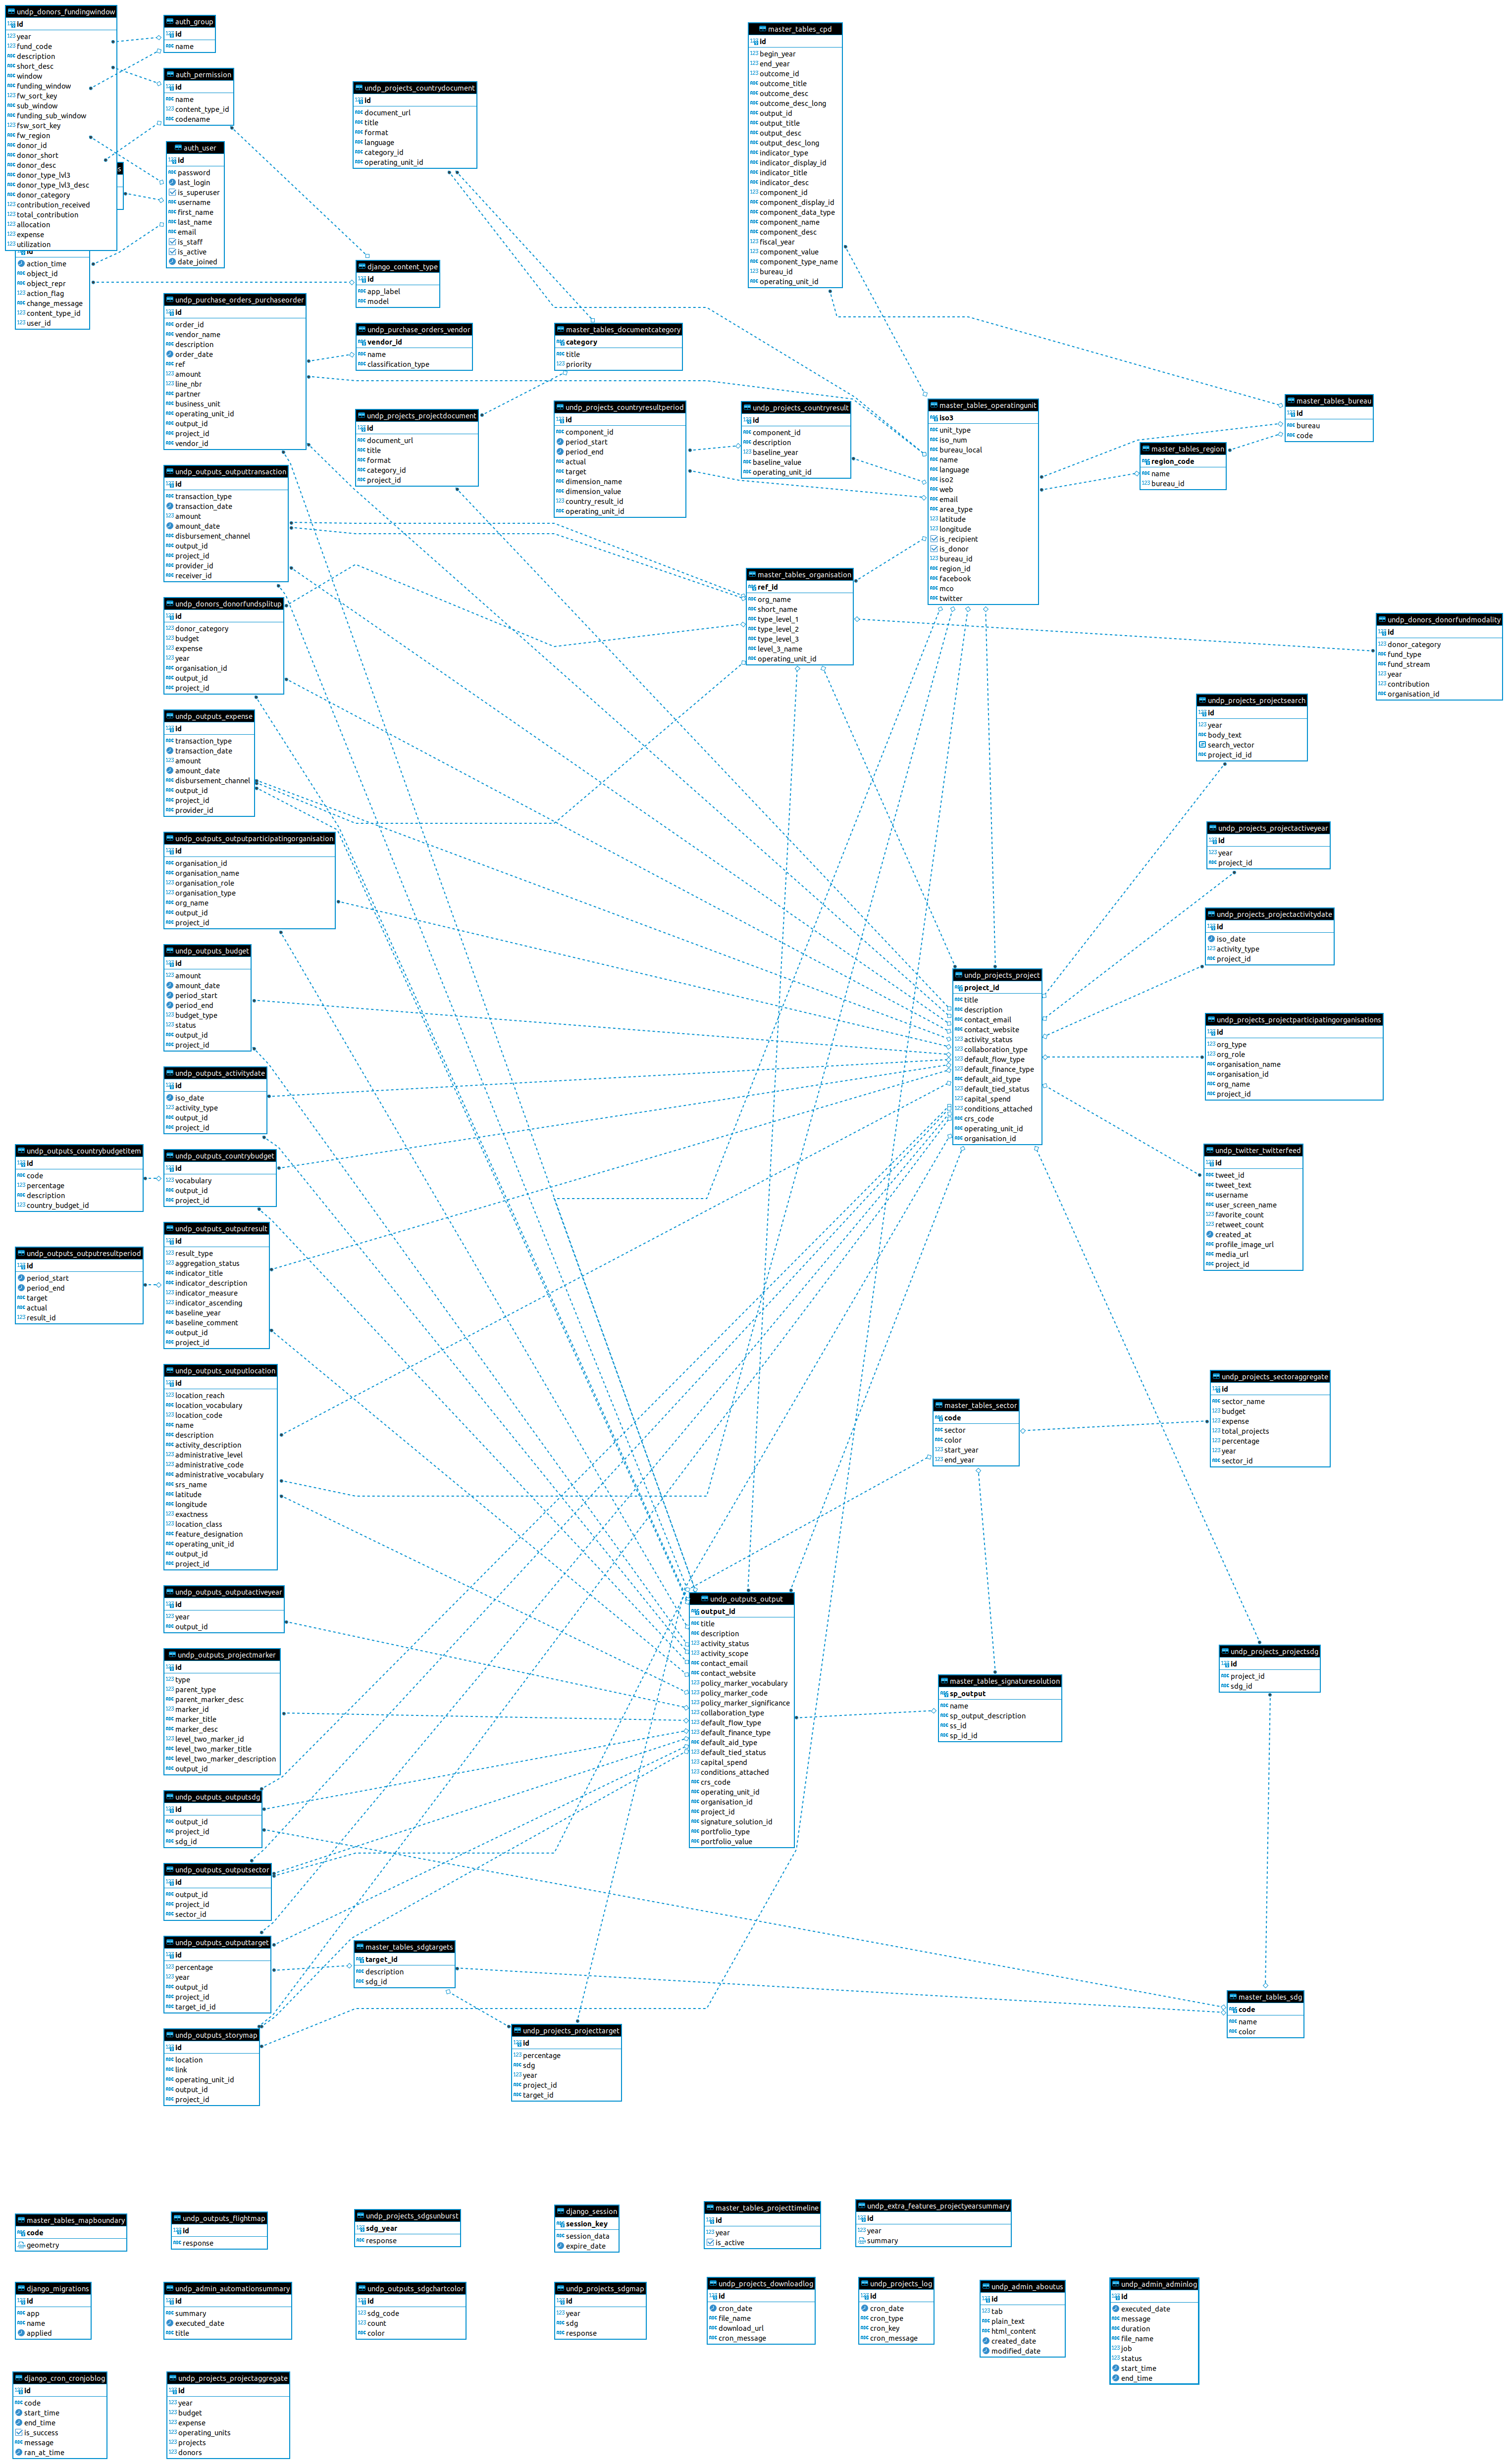 undp_donors_fundingwindow
id
year
fund_code
description
short_desc
window
funding_window
fw_sort_key
sub_window
funding_sub_window
fsw_sort_key
fw_region
donor_id
donor_short
donor_desc
donor_type_lvl3
donor_type_lvl3_desc
donor_category
contribution_received
total_contribution
allocation
expense
utilization
s
id
action_time
object_id
object_repr
action_flag
change_message
content_type_id
user_id
auth_group
id
name
auth_permission
id
name
content_type_id
codename
auth_user
id
password
last_login
is_superuser
username
first_name
last_name
email
is_staff
is_active
date_joined
undp_projects_countrydocument
id
document_url
title
format
language
category_id
operating_unit_id
django_content_type
id
app_label
model
master_tables_cpd
id
begin_year
end_year
outcome_id
outcome_title
outcome_desc
outcome_desc_long
output_id
output_title
output_desc
output_desc_long
indicator_type
indicator_display_id
indicator_title
indicator_desc
component_id
component_display_id
component_data_type
component_name
component_desc
fiscal_year
component_value
component_type_name
bureau_id
operating_unit_id
undp_purchase_orders_purchaseorder
id
order_id
vendor_name
description
order_date
ref
amount
line_nbr
partner
business_unit
operating_unit_id
output_id
project_id
vendor_id
undp_purchase_orders_vendor
vendor_id
name
classification_type
master_tables_documentcategory
category
title
priority
undp_projects_projectdocument
id
document_url
title
format
category_id
project_id
undp_projects_countryresultperiod
id
component_id
period_start
period_end
actual
target
dimension_name
dimension_value
country_result_id
operating_unit_id
undp_projects_countryresult
id
component_id
description
baseline_year
baseline_value
operating_unit_id
master_tables_operatingunit
iso3
unit_type
iso_num
bureau_local
name
language
iso2
web
email
area_type
latitude
longitude
is_recipient
is_donor
bureau_id
region_id
facebook
mco
twitter
master_tables_region
region_code
name
bureau_id
master_tables_bureau
id
bureau
code
undp_outputs_outputtransaction
id
transaction_type
transaction_date
amount
amount_date
disbursement_channel
output_id
project_id
provider_id
receiver_id
undp_donors_donorfundsplitup
id
donor_category
budget
expense
year
organisation_id
output_id
project_id
master_tables_organisation
ref_id
org_name
short_name
type_level_1
type_level_2
type_level_3
level_3_name
operating_unit_id
undp_donors_donorfundmodality
id
donor_category
fund_type
fund_stream
year
contribution
organisation_id
undp_outputs_expense
id
transaction_type
transaction_date
amount
amount_date
disbursement_channel
output_id
project_id
provider_id
undp_projects_projectsearch
id
year
body_text
search_vector
project_id_id
undp_outputs_outputparticipatingorganisation
id
organisation_id
organisation_name
organisation_role
organisation_type
org_name
output_id
project_id
undp_projects_projectactiveyear
id
year
project_id
undp_projects_projectactivitydate
id
iso_date
activity_type
project_id
undp_outputs_budget
id
amount
amount_date
period_start
period_end
budget_type
status
output_id
project_id
undp_projects_project
project_id
title
description
contact_email
contact_website
activity_status
collaboration_type
default_flow_type
default_finance_type
default_aid_type
default_tied_status
capital_spend
conditions_attached
crs_code
operating_unit_id
organisation_id
undp_projects_projectparticipatingorganisations
id
org_type
org_role
organisation_name
organisation_id
org_name
project_id
undp_outputs_activitydate
id
iso_date
activity_type
output_id
project_id
undp_outputs_countrybudgetitem
id
code
percentage
description
country_budget_id
undp_outputs_countrybudget
id
vocabulary
output_id
project_id
undp_twitter_twitterfeed
id
tweet_id
tweet_text
username
user_screen_name
favorite_count
retweet_count
created_at
profile_image_url
media_url
project_id
undp_outputs_outputresultperiod
id
period_start
period_end
target
actual
result_id
undp_outputs_outputresult
id
result_type
aggregation_status
indicator_title
indicator_description
indicator_measure
indicator_ascending
baseline_year
baseline_comment
output_id
project_id
undp_outputs_outputlocation
id
location_reach
location_vocabulary
location_code
name
description
activity_description
administrative_level
administrative_code
administrative_vocabulary
srs_name
latitude
longitude
exactness
location_class
feature_designation
operating_unit_id
output_id
project_id
master_tables_sector
code
sector
color
start_year
end_year
undp_projects_sectoraggregate
id
sector_name
budget
expense
total_projects
percentage
year
sector_id
undp_outputs_outputactiveyear
id
year
output_id
undp_outputs_output
output_id
title
description
activity_status
activity_scope
contact_email
contact_website
policy_marker_vocabulary
policy_marker_code
policy_marker_significance
collaboration_type
default_flow_type
default_finance_type
default_aid_type
default_tied_status
capital_spend
conditions_attached
crs_code
operating_unit_id
organisation_id
project_id
signature_solution_id
portfolio_type
portfolio_value
undp_outputs_projectmarker
id
type
parent_type
parent_marker_desc
marker_id
marker_title
marker_desc
level_two_marker_id
level_two_marker_title
level_two_marker_description
output_id
master_tables_signaturesolution
sp_output
name
sp_output_description
ss_id
sp_id_id
undp_projects_projectsdg
id
project_id
sdg_id
undp_outputs_outputsdg
id
output_id
project_id
sdg_id
undp_outputs_outputsector
id
output_id
project_id
sector_id
undp_outputs_outputtarget
id
percentage
year
output_id
project_id
target_id_id
master_tables_sdgtargets
target_id
description
sdg_id
master_tables_sdg
code
name
color
undp_outputs_storymap
id
location
link
operating_unit_id
output_id
project_id
undp_projects_projecttarget
id
percentage
sdg
year
project_id
target_id
master_tables_mapboundary
code
geometry
undp_outputs_flightmap
id
response
undp_projects_sdgsunburst
sdg_year
response
django_session
session_key
session_data
expire_date
master_tables_projecttimeline
id
year
is_active
undp_extra_features_projectyearsummary
id
year
summary
django_migrations
id
app
name
applied
undp_admin_automationsummary
id
summary
executed_date
title
undp_outputs_sdgchartcolor
id
sdg_code
count
color
undp_projects_sdgmap
id
year
sdg
response
undp_projects_downloadlog
id
cron_date
file_name
download_url
cron_message
undp_projects_log
id
cron_date
cron_type
cron_key
cron_message
undp_admin_aboutus
id
tab
plain_text
html_content
created_date
modified_date
undp_admin_adminlog
id
executed_date
message
duration
file_name
job
status
start_time
end_time
django_cron_cronjoblog
id
code
start_time
end_time
is_success
message
ran_at_time
undp_projects_projectaggregate
id
year
budget
expense
operating_units
projects
donors